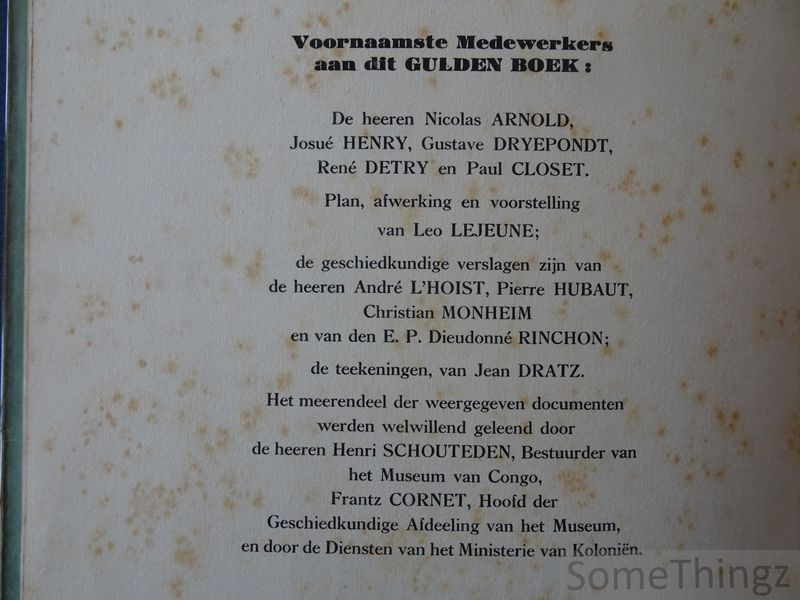 Voornaamste Medewerkers
aan dit GULDEN BOEK :
De heeren Nicolas ARNOLD,
Josué HENRY, Gustave DRYEPONDT,
René DETRY en Paul CLOSET.
Plan, afwerking en voorstelling
van Leo LEJEUNE;
de geschiedkundige verslagen zijn van
de heeren André L'HOIST, Pierre HUBAUT,
Christian MONHEIM
en van den E. P. Dieudonné RINCHON;
de teekeningen, van Jean DRATZ.
Het meerendeel der weergegeven documenten
werden welwillend geleend door
de heeren Henri SCHOUTEDEN, Bestuurder van
het Museum van Congo,
Frantz CORNET, Hoofd der
Geschiedkundige Afdeeling van het Museum,
en door de Diensten van het Ministerie van Koloniën.
SomeThingz